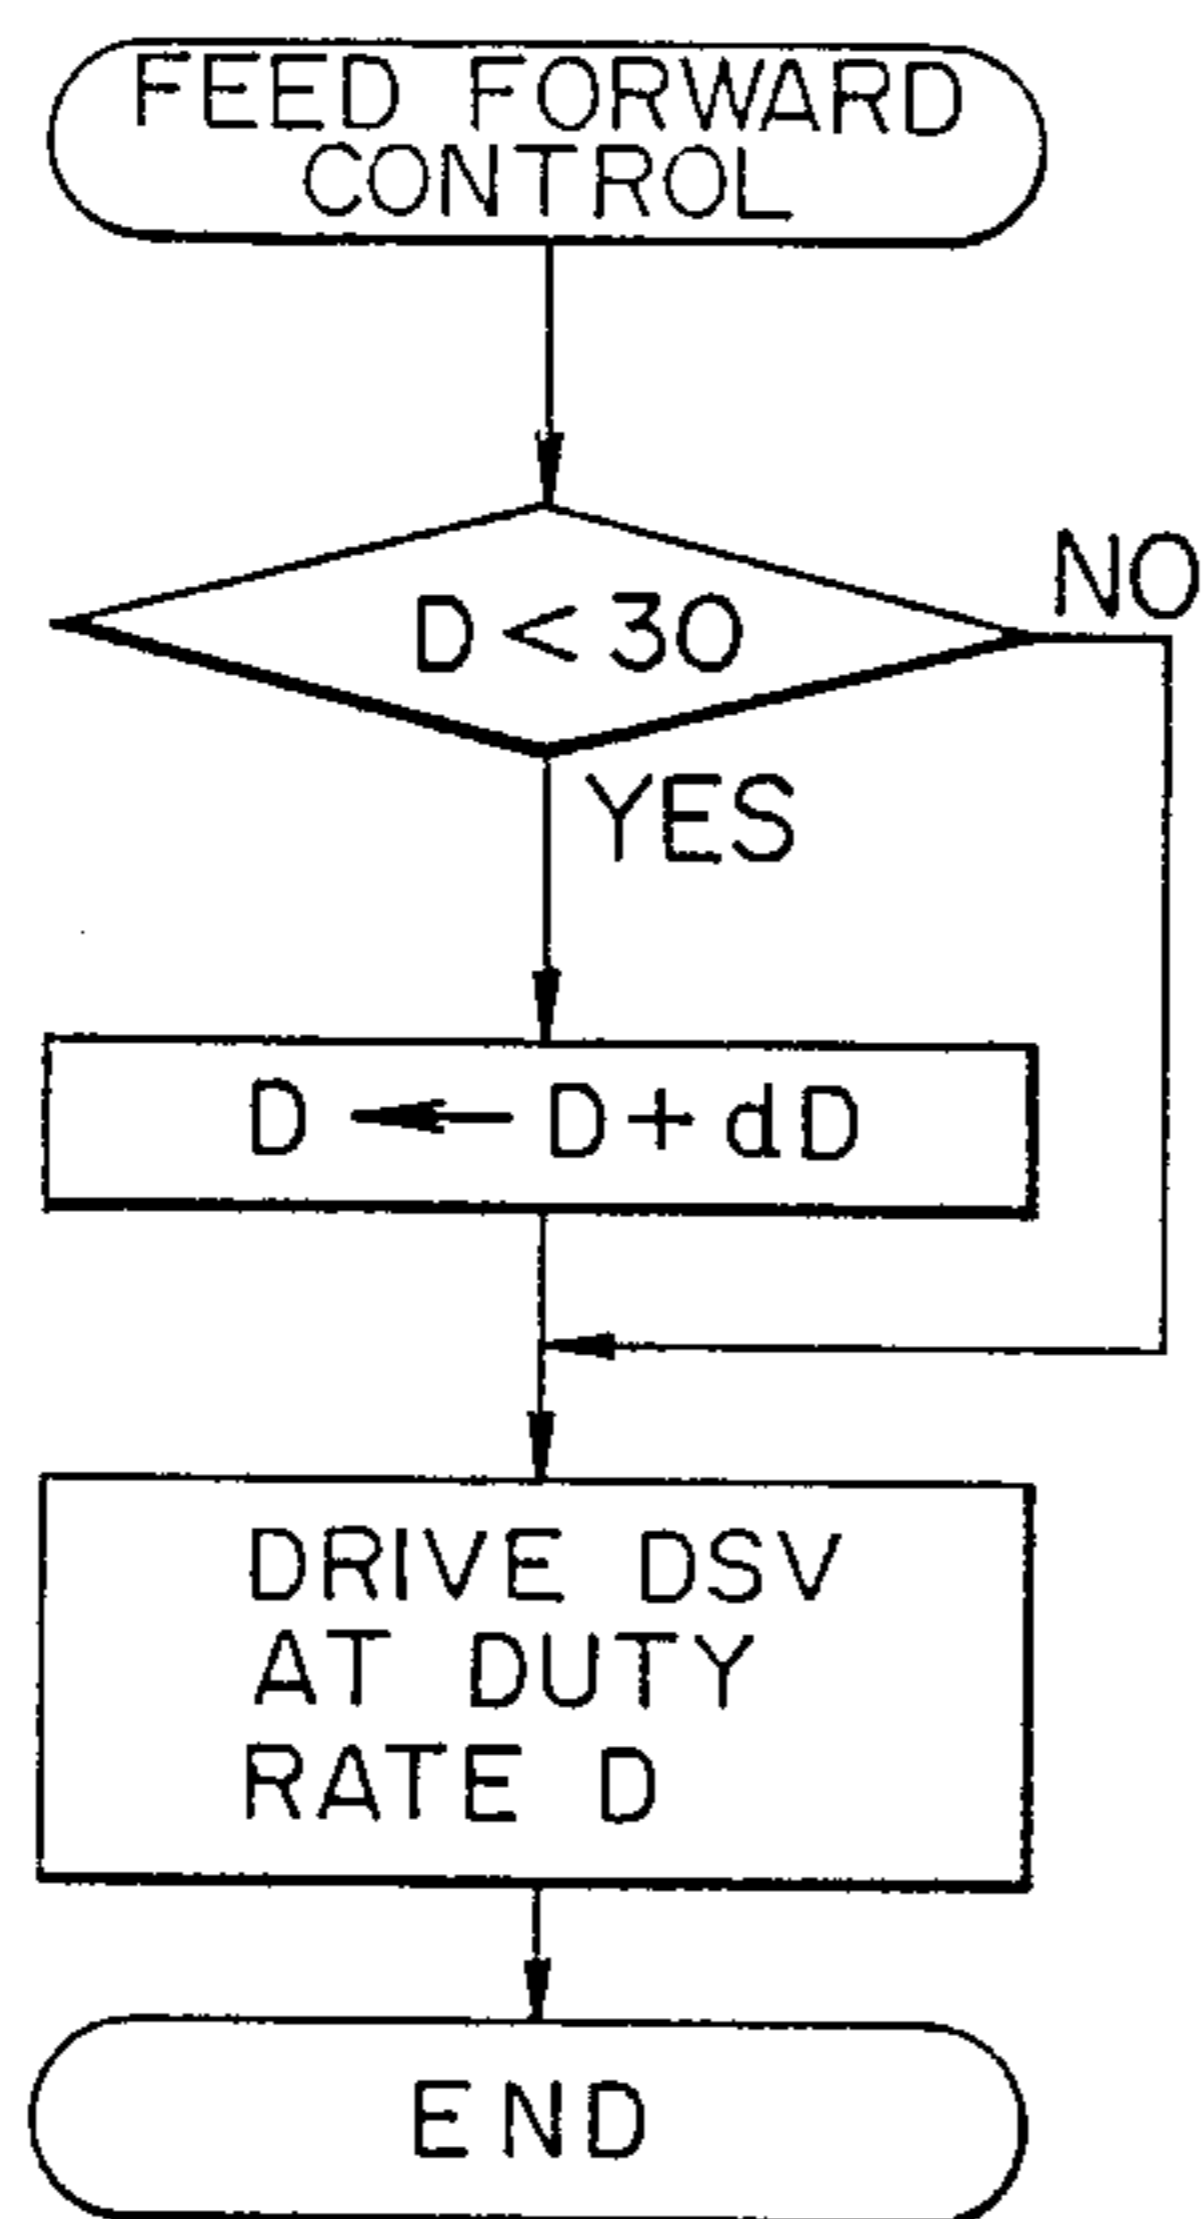 FEED FORWARD
CONTROL
D < 30
NO
YES
D ← D + dD
DRIVE DSV
AT DUTY
RATE D
END